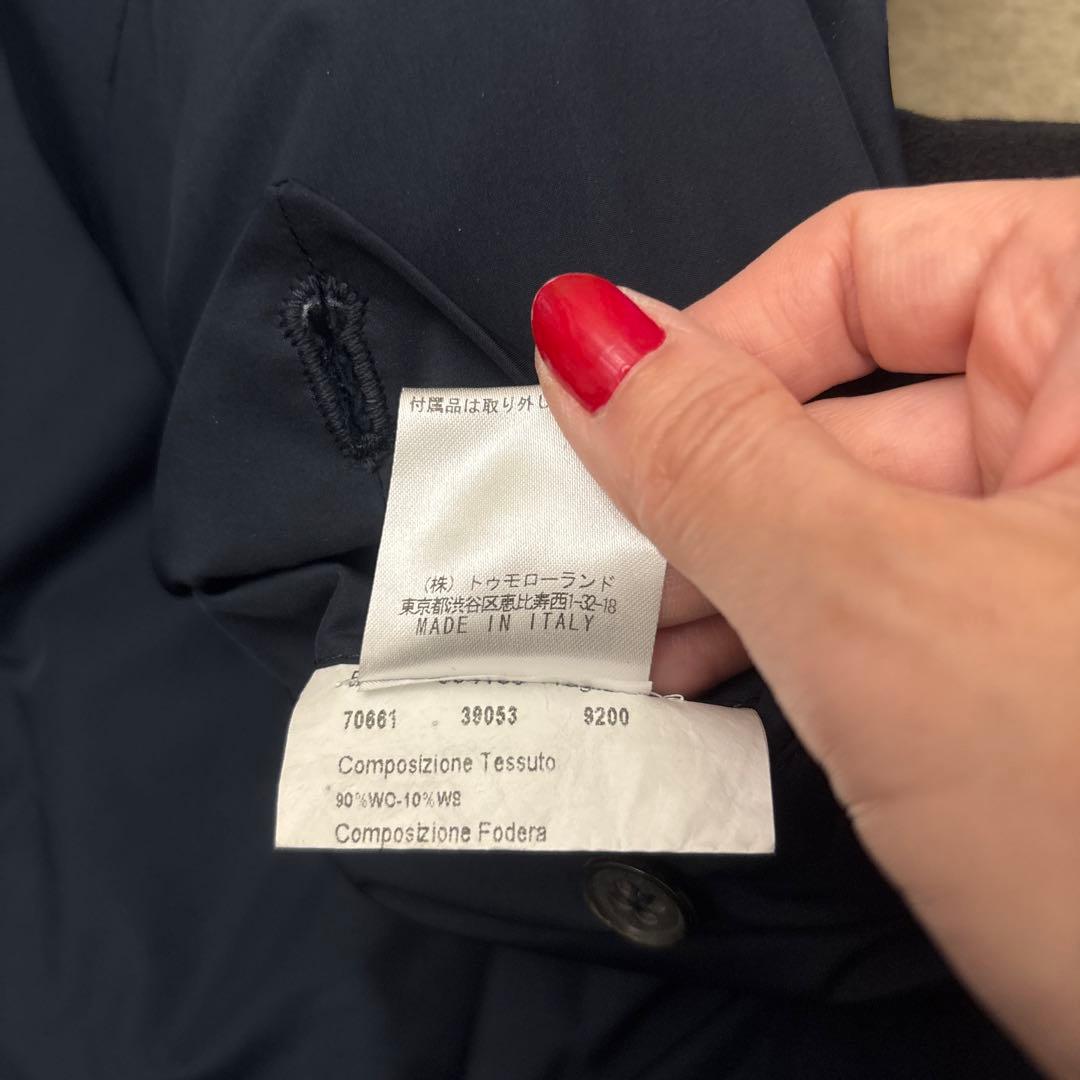 付属品は取り外し
(株)トゥモローランド
東京都渋谷区恵比寿西1-32-18
MADE IN ITALY
70661 39053 9200
Composizione Tessuto
90%WO-10%WS
Composizione Fodera